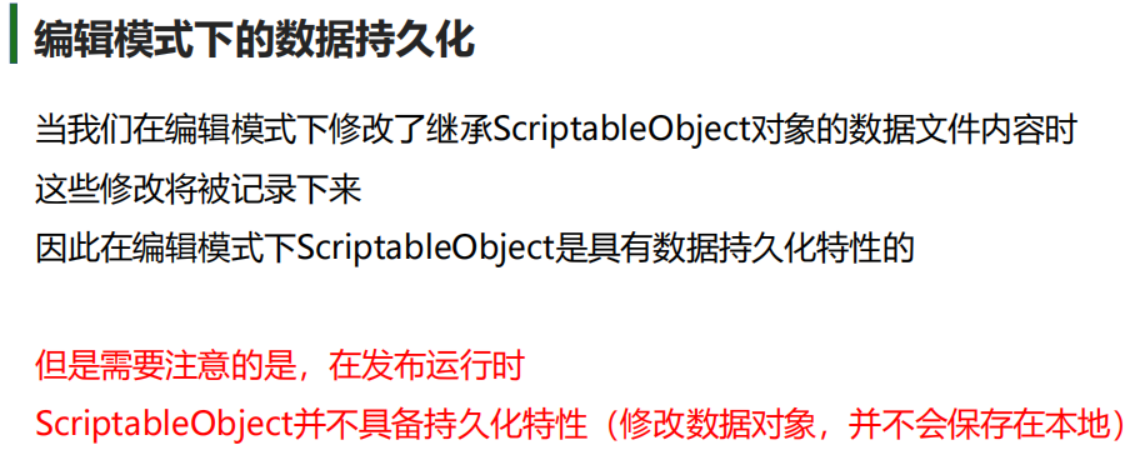 编辑模式下的数据持久化
当我们在编辑模式下修改了继承ScriptableObject对象的数据文件内容时
这些修改将被记录下来
因此在编辑模式下ScriptableObject是具有数据持久化特性的
但是需要注意的是，在发布运行时
ScriptableObject并不具备持久化特性（修改数据对象，并不会保存在本地）